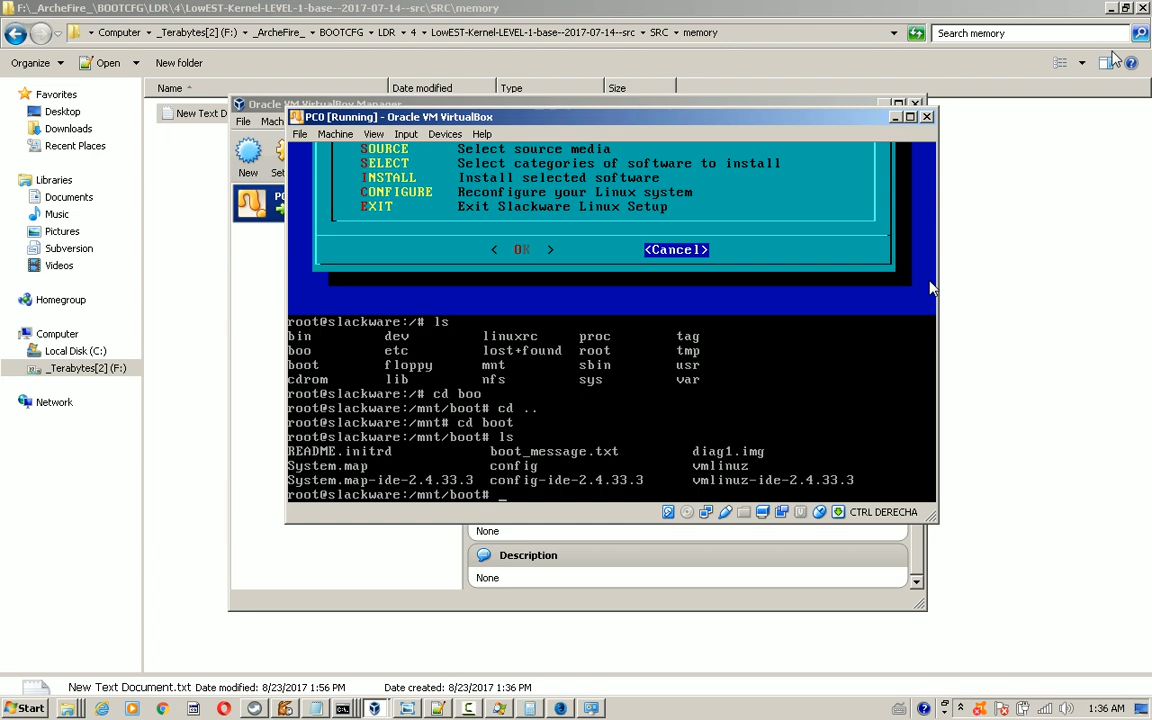 F:\_ArcheFire_\BOOTCFG\LDR\4\LowEST-Kernel-LEVEL-1-base--2017-07-14--src\SRC\memory
Computer ▸ _Terabytes[2] (F:) ▸ _ArcheFire_ ▸ BOOTCFG ▸ LDR ▸ 4 ▸ LowEST-Kernel-LEVEL-1-base--2017-07-14--src ▸ SRC ▸ memory
Search memory
Organize Open New folder
Favorites
Desktop
Downloads
Recent Places
Libraries
Documents
Music
Pictures
Subversion
Videos
Homegroup
Computer
Local Disk (C:)
_Terabytes[2] (F:)
Network
Name Date modified Type Size
New Text D
Oracle VM VirtualBox Manager
File Mach
New Set
PC
PC0 [Running] - Oracle VM VirtualBox
File Machine View Input Devices Help
SOURCE Select source media
SELECT Select categories of software to install
INSTALL Install selected software
CONFIGURE Reconfigure your Linux system
EXIT Exit Slackware Linux Setup
< OK > <Cancel>
root@slackware:/# ls
bin dev linuxrc proc tag
boo etc lost+found root tmp
boot floppy mnt sbin usr
cdrom lib nfs sys var
root@slackware:/# cd boo
root@slackware:/mnt/boot# cd ..
root@slackware:/mnt# cd boot
root@slackware:/mnt/boot# ls
README.initrd boot_message.txt diag1.img
System.map config vmlinuz
System.map-ide-2.4.33.3 config-ide-2.4.33.3 vmlinuz-ide-2.4.33.3
root@slackware:/mnt/boot# _
CTRL DERECHA
None
Description
None
New Text Document.txt Date modified: 8/23/2017 1:56 PM Date created: 8/23/2017 1:36 PM
Start
1:36 AM